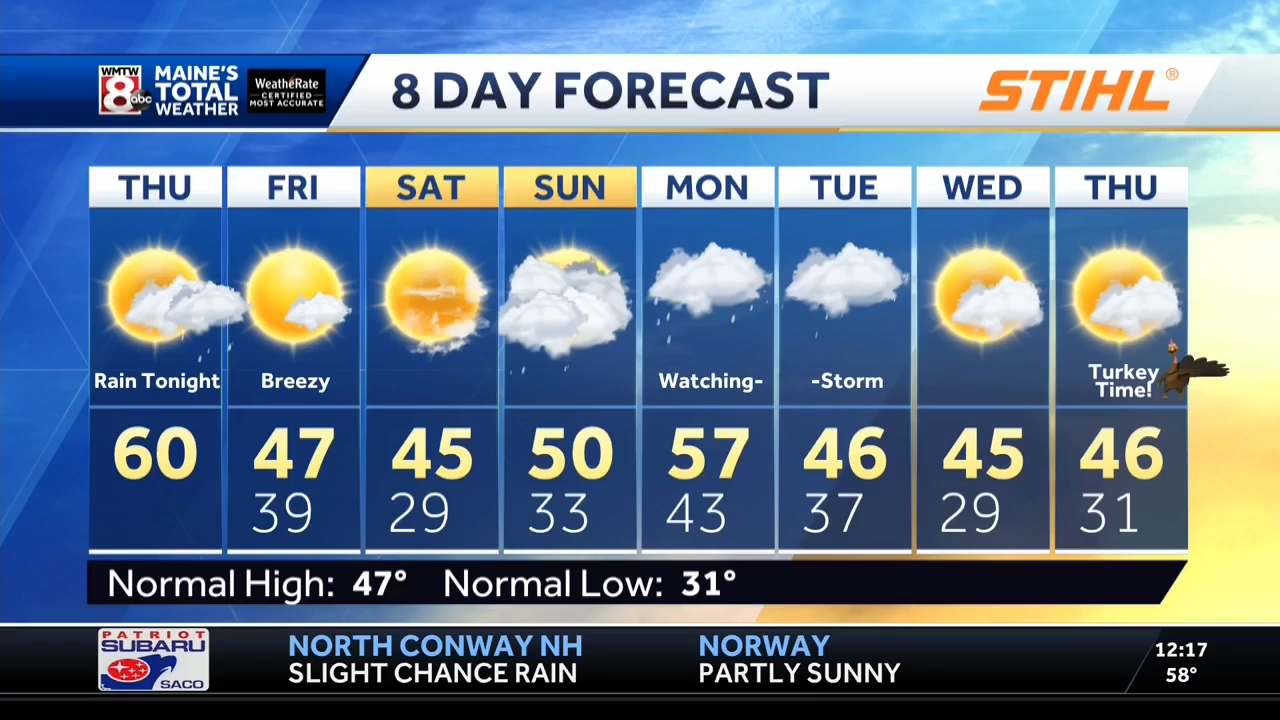 WMTW
8
abc
MAINE'S
TOTAL
WEATHER
WeatheRate
CERTIFIED
MOST ACCURATE
8 DAY FORECAST
STIHL®
THU FRI SAT SUN MON TUE WED THU
Rain Tonight Breezy Watching- -Storm Turkey
Time!
60 47 45 50 57 46 45 46
39 29 33 43 37 29 31
Normal High: 47° Normal Low: 31°
PATRIOT
SUBARU
SACO
NORTH CONWAY NH
SLIGHT CHANCE RAIN
NORWAY
PARTLY SUNNY
12:17
58°